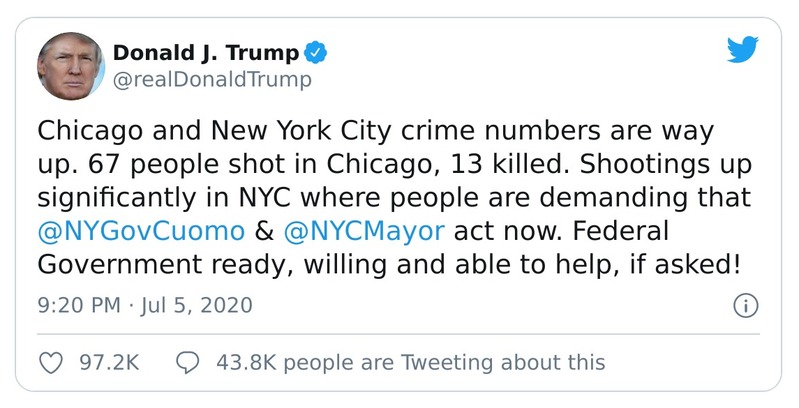 Donald J. Trump
@realDonaldTrump
Chicago and New York City crime numbers are way
up. 67 people shot in Chicago, 13 killed. Shootings up
significantly in NYC where people are demanding that
@NYGovCuomo & @NYCMayor act now. Federal
Government ready, willing and able to help, if asked!
9:20 PM · Jul 5, 2020
97.2K 43.8K people are Tweeting about this